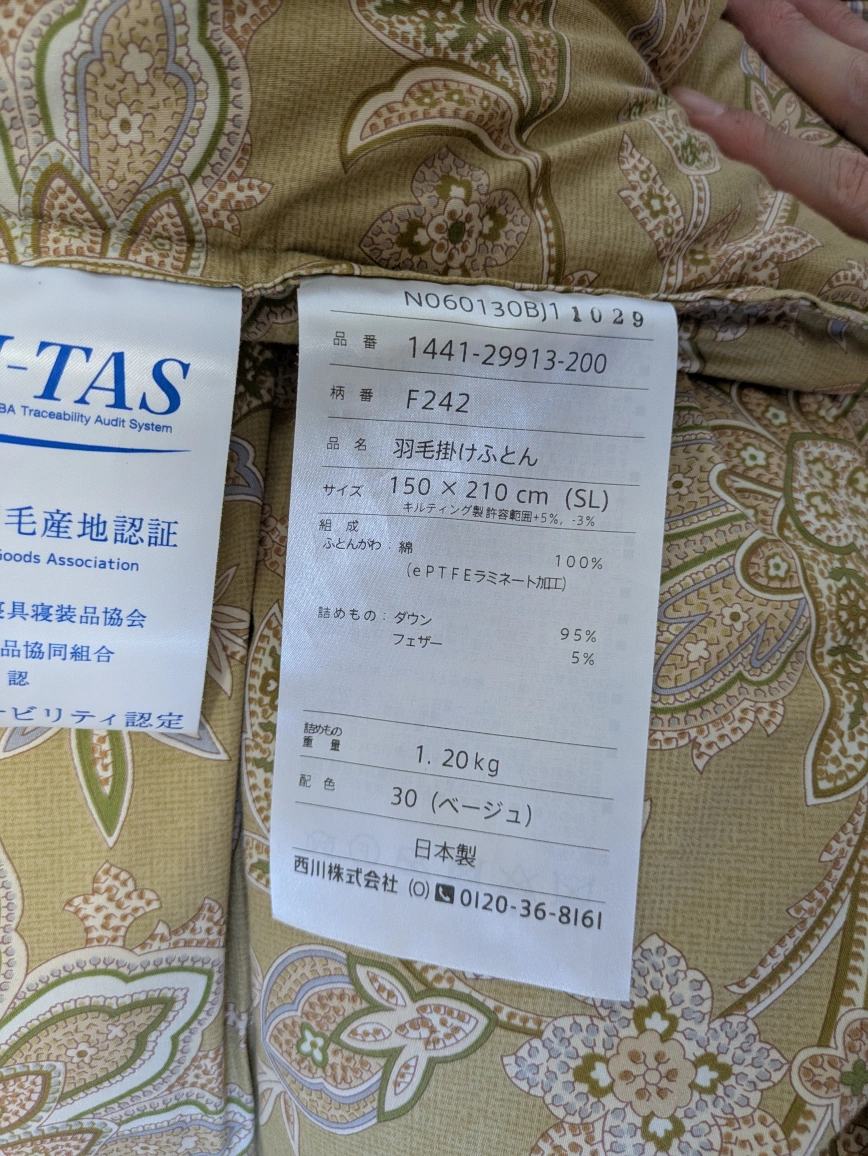 -TAS
BA Traceability Audit System
毛産地認証
Goods Association
具寝装品協会
品協同組合
認
ービリティ認定
N060130BJ1 1029
品番 1441-29913-200
柄番 F242
品名 羽毛掛けふとん
サイズ 150 × 210 cm (SL)
キルティング製許容範囲+5%, -3%
組成
ふとんがわ:綿 100%
(ePTFEラミネート加工)
詰めもの:ダウン 95%
フェザー 5%
詰めもの
重量 1.20kg
配色 30 (ベージュ)
日本製
西川株式会社 (O) 0120-36-8161